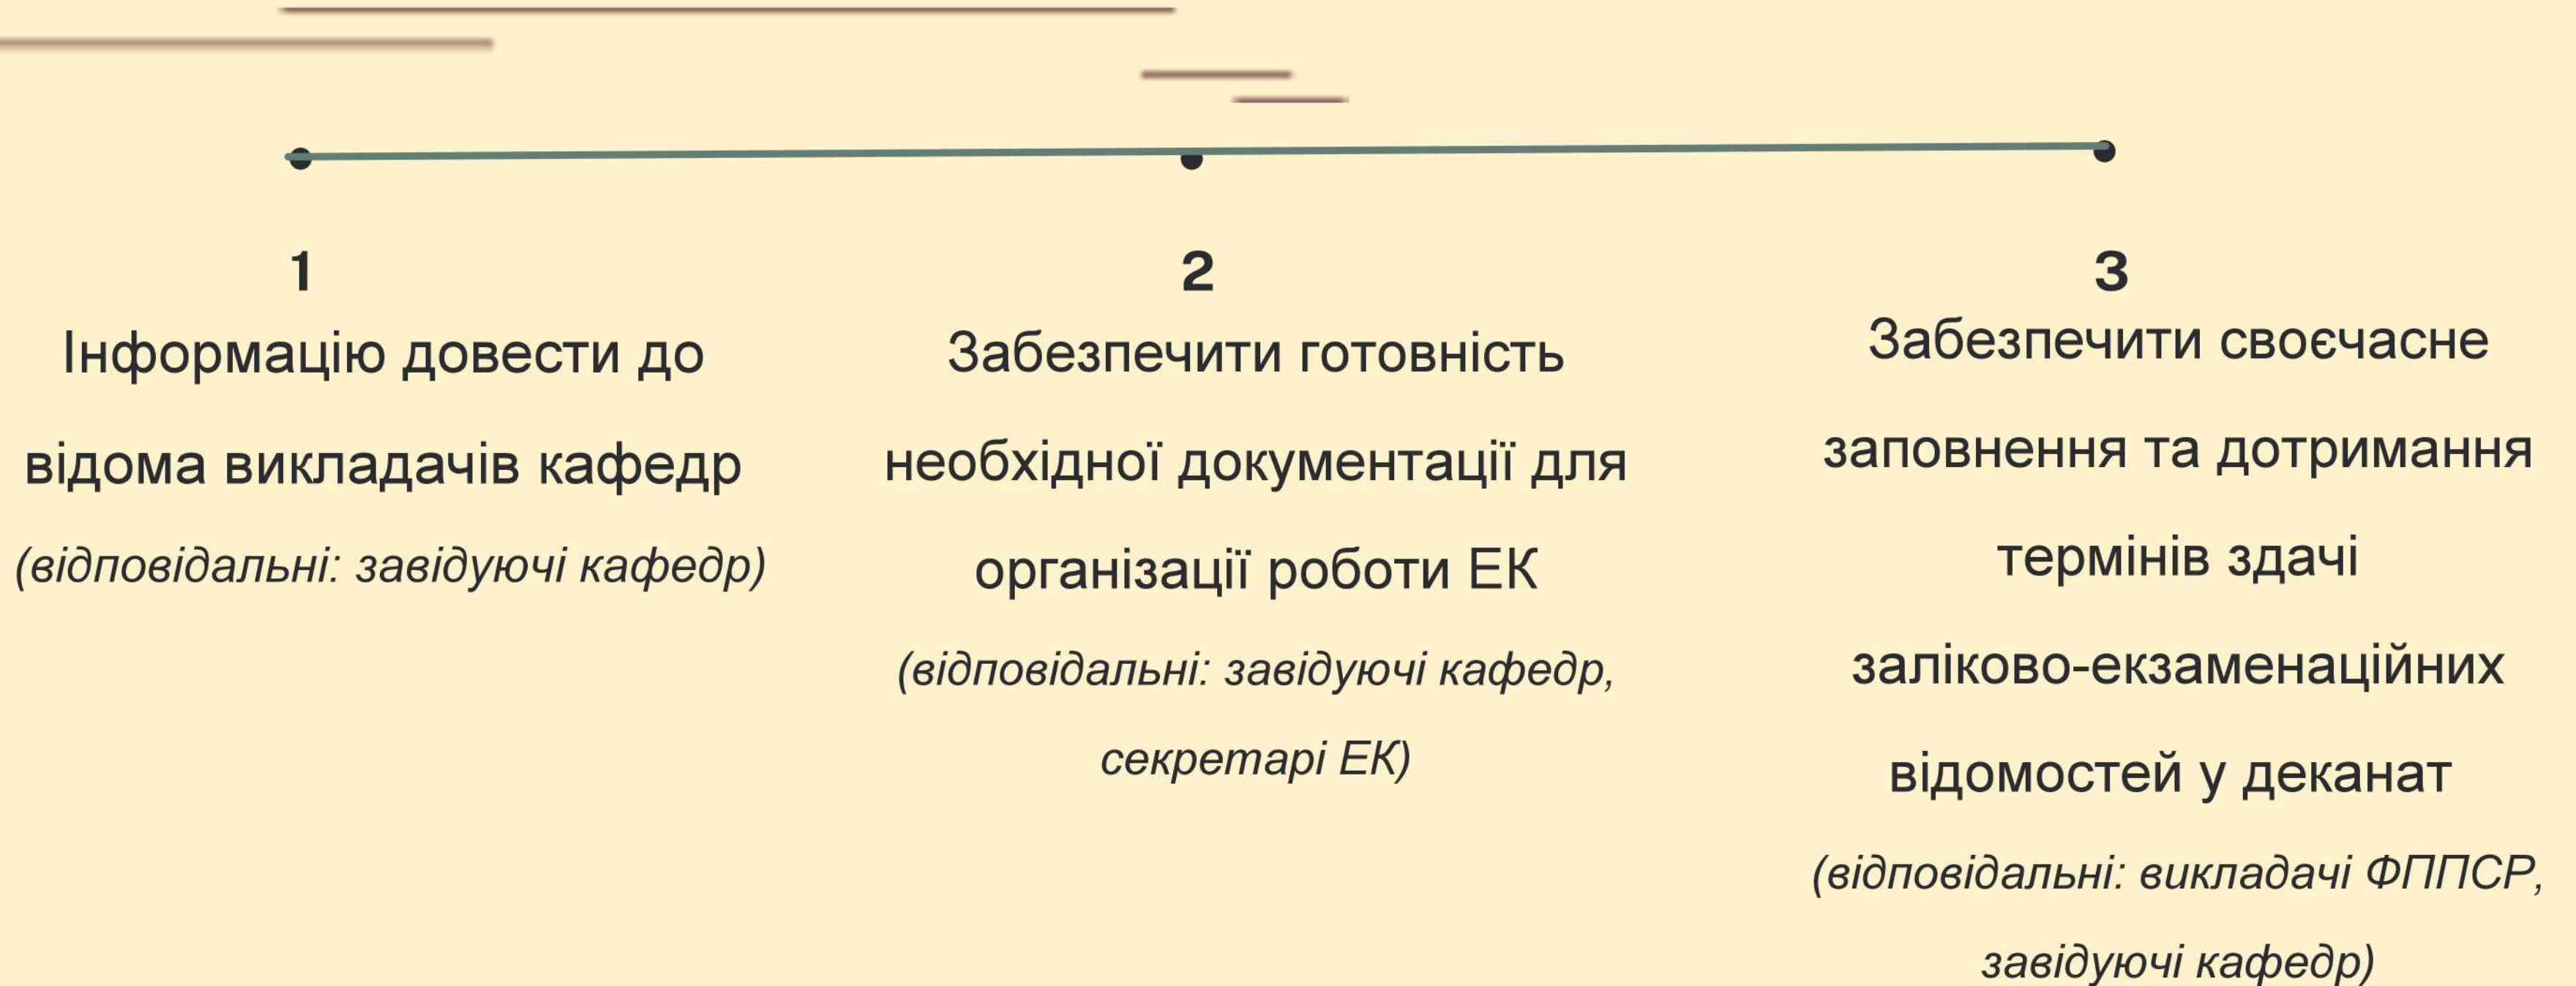 1
Інформацію довести до
відома викладачів кафедр
(відповідальні: завідуючі кафедр)
2
Забезпечити готовність
необхідної документації для
організації роботи ЕК
(відповідальні: завідуючі кафедр,
секретарі ЕК)
3
Забезпечити своєчасне
заповнення та дотримання
термінів здачі
заліково-екзаменаційних
відомостей у деканат
(відповідальні: викладачі ФППСР,
завідуючі кафедр)